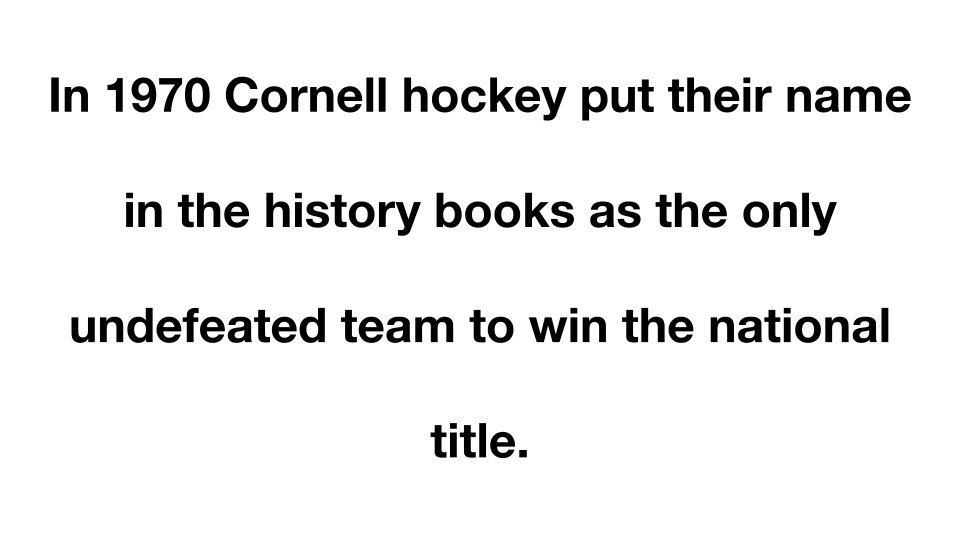 In 1970 Cornell hockey put their name
in the history books as the only
undefeated team to win the national
title.